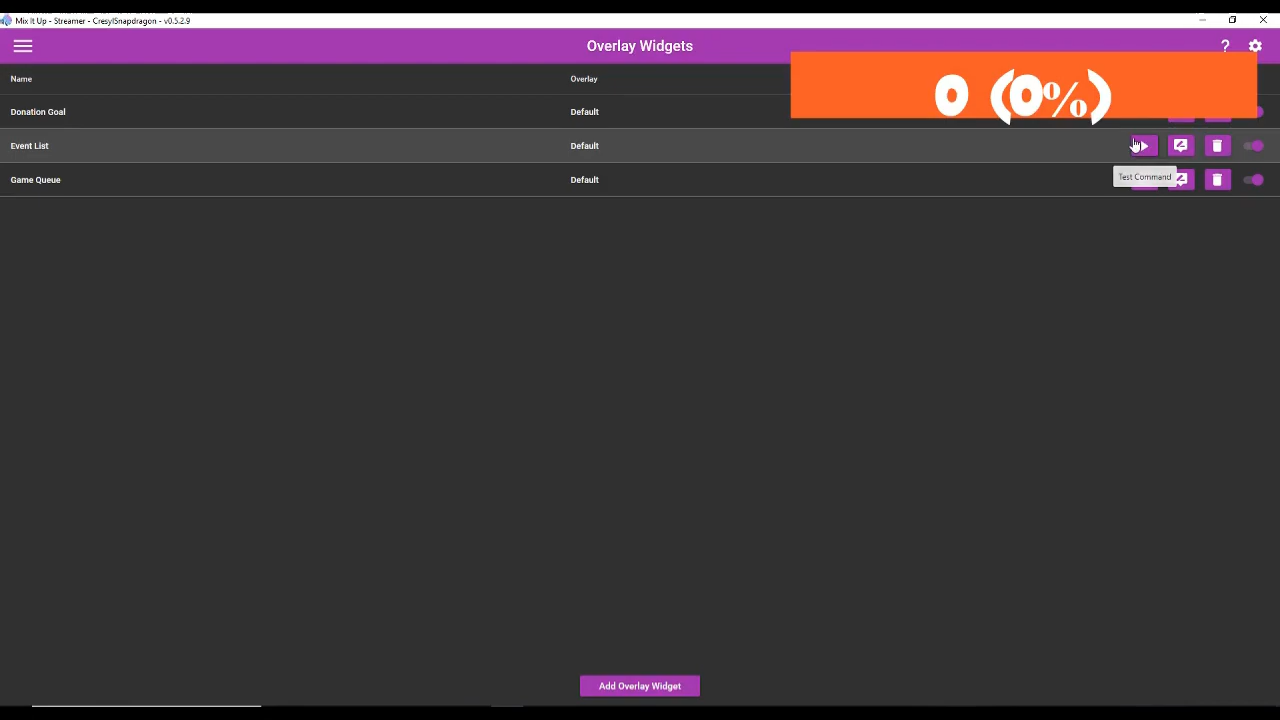 Mix It Up - Streamer - CresylSnapdragon - v0.5.2.9
Overlay Widgets
?
Name
Overlay
0 (0%)
Donation Goal
Default
Event List
Default
Test Command
Game Queue
Default
Add Overlay Widget